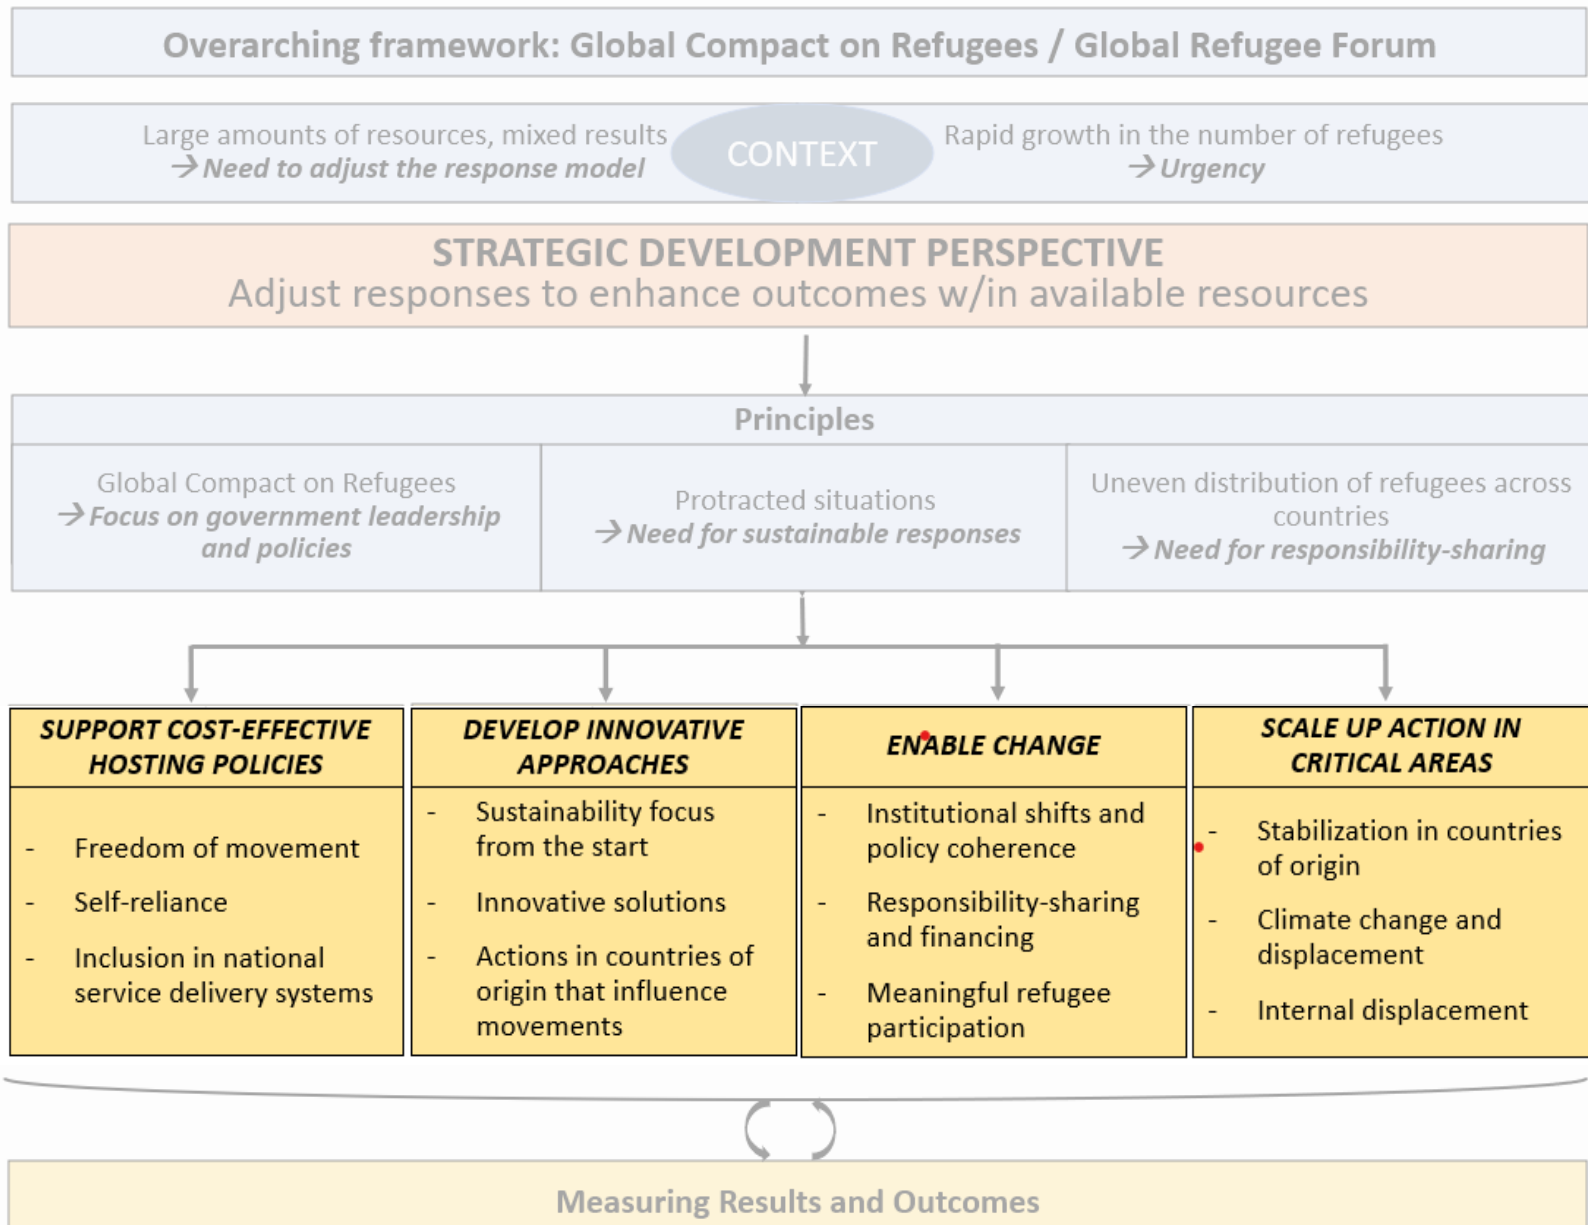 Overarching framework: Global Compact on Refugees / Global Refugee Forum
Large amounts of resources, mixed results
→ Need to adjust the response model
CONTEXT
Rapid growth in the number of refugees
→ Urgency
STRATEGIC DEVELOPMENT PERSPECTIVE
Adjust responses to enhance outcomes w/in available resources
Principles
Global Compact on Refugees
→ Focus on government leadership
and policies
Protracted situations
→ Need for sustainable responses
Uneven distribution of refugees across
countries
→ Need for responsibility-sharing
SUPPORT COST-EFFECTIVE
HOSTING POLICIES
- Freedom of movement
- Self-reliance
- Inclusion in national
service delivery systems
DEVELOP INNOVATIVE
APPROACHES
- Sustainability focus
from the start
- Innovative solutions
- Actions in countries of
origin that influence
movements
ENABLE CHANGE
- Institutional shifts and
policy coherence
- Responsibility-sharing
and financing
- Meaningful refugee
participation
SCALE UP ACTION IN
CRITICAL AREAS
- Stabilization in countries
of origin
- Climate change and
displacement
- Internal displacement
Measuring Results and Outcomes